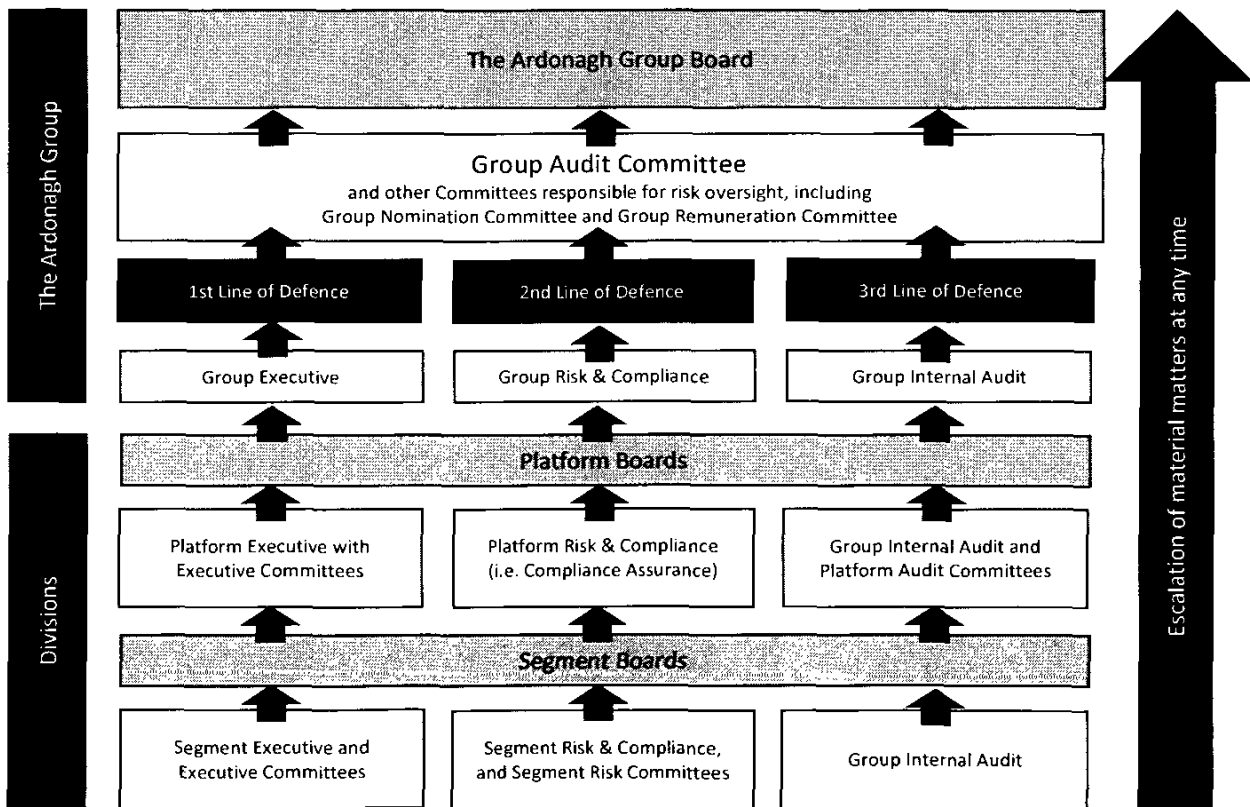 The Ardonagh Group Board
Group Audit Committee
and other Committees responsible for risk oversight, including
Group Nomination Committee and Group Remuneration Committee
1st Line of Defence
2nd Line of Defence
3rd Line of Defence
Group Executive
Group Risk & Compliance
Group Internal Audit
The Ardonagh Group
Platform Boards
Platform Executive with
Executive Committees
Platform Risk & Compliance
(i.e. Compliance Assurance)
Group Internal Audit and
Platform Audit Committees
Segment Boards
Segment Executive and
Executive Committees
Segment Risk & Compliance,
and Segment Risk Committees
Group Internal Audit
Divisions
Escalation of material matters at any time